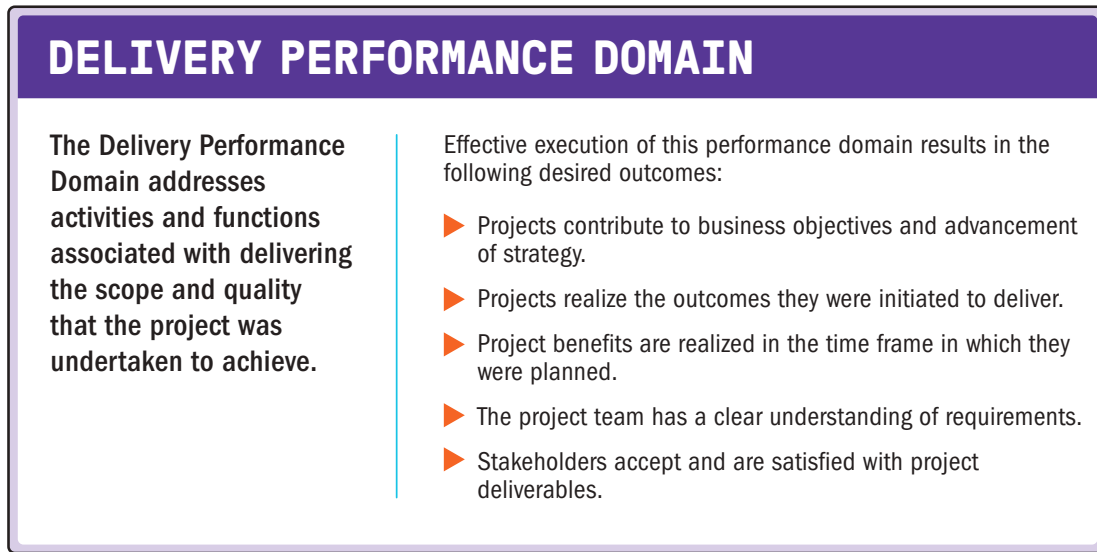 DELIVERY PERFORMANCE DOMAIN
The Delivery Performance
Domain addresses
activities and functions
associated with delivering
the scope and quality
that the project was
undertaken to achieve.
Effective execution of this performance domain results in the
following desired outcomes:
Projects contribute to business objectives and advancement
of strategy.
Projects realize the outcomes they were initiated to deliver.
Project benefits are realized in the time frame in which they
were planned.
The project team has a clear understanding of requirements.
Stakeholders accept and are satisfied with project
deliverables.